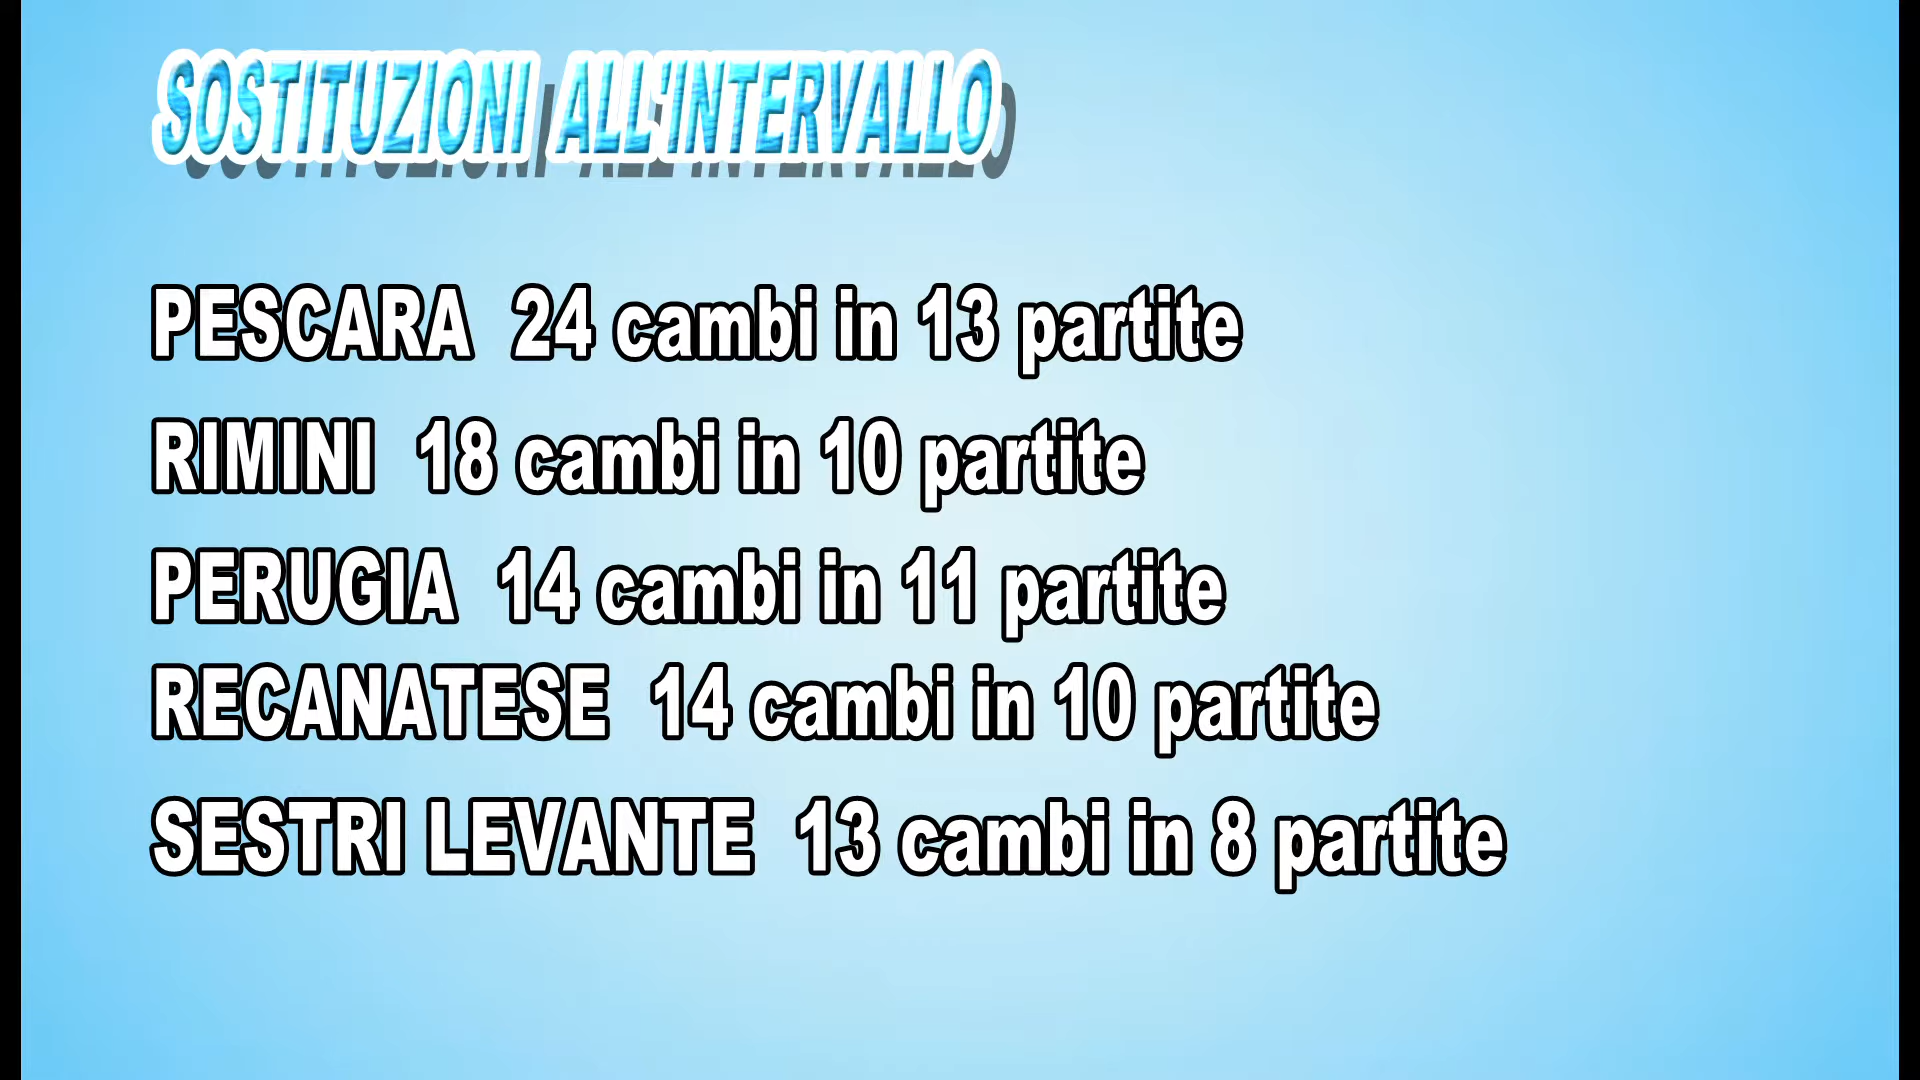 SOSTITUZIONI ALL'INTERVALLO
PESCARA 24 cambi in 13 partite
RIMINI 18 cambi in 10 partite
PERUGIA 14 cambi in 11 partite
RECANATESE 14 cambi in 10 partite
SESTRI LEVANTE 13 cambi in 8 partite